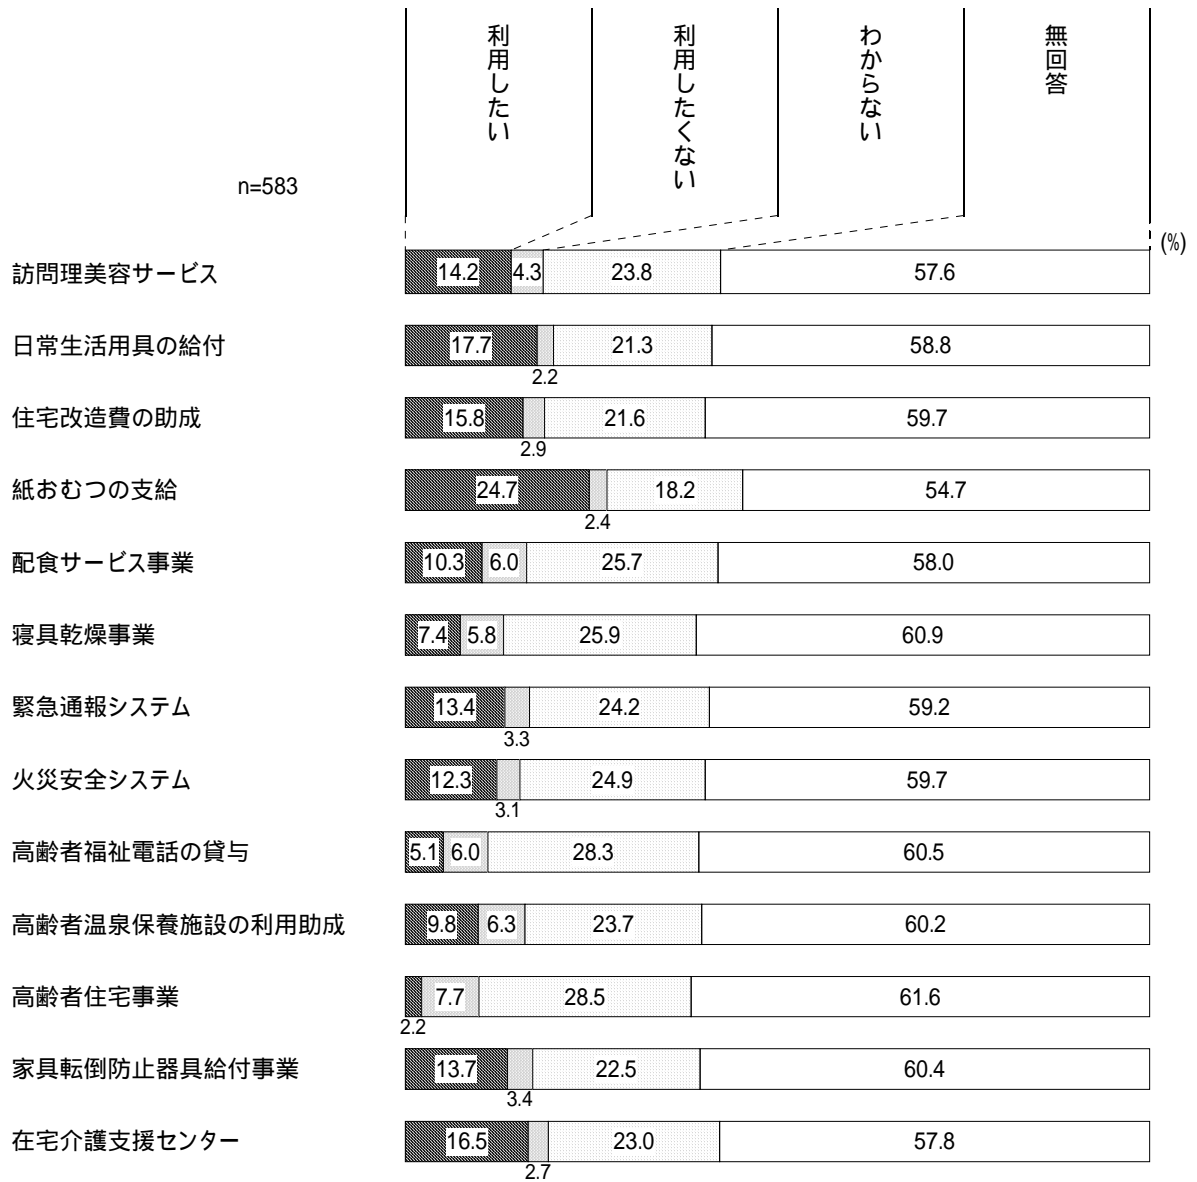 利用したい
利用したくない
わからない
無回答
n=583
(%)
訪問理美容サービス 14.2 4.3 23.8 57.6
日常生活用具の給付 17.7 2.2 21.3 58.8
住宅改造費の助成 15.8 2.9 21.6 59.7
紙おむつの支給 24.7 2.4 18.2 54.7
配食サービス事業 10.3 6.0 25.7 58.0
寝具乾燥事業 7.4 5.8 25.9 60.9
緊急通報システム 13.4 3.3 24.2 59.2
火災安全システム 12.3 3.1 24.9 59.7
高齢者福祉電話の貸与 5.1 6.0 28.3 60.5
高齢者温泉保養施設の利用助成 9.8 6.3 23.7 60.2
高齢者住宅事業 2.2 7.7 28.5 61.6
家具転倒防止器具給付事業 13.7 3.4 22.5 60.4
在宅介護支援センター 16.5 2.7 23.0 57.8